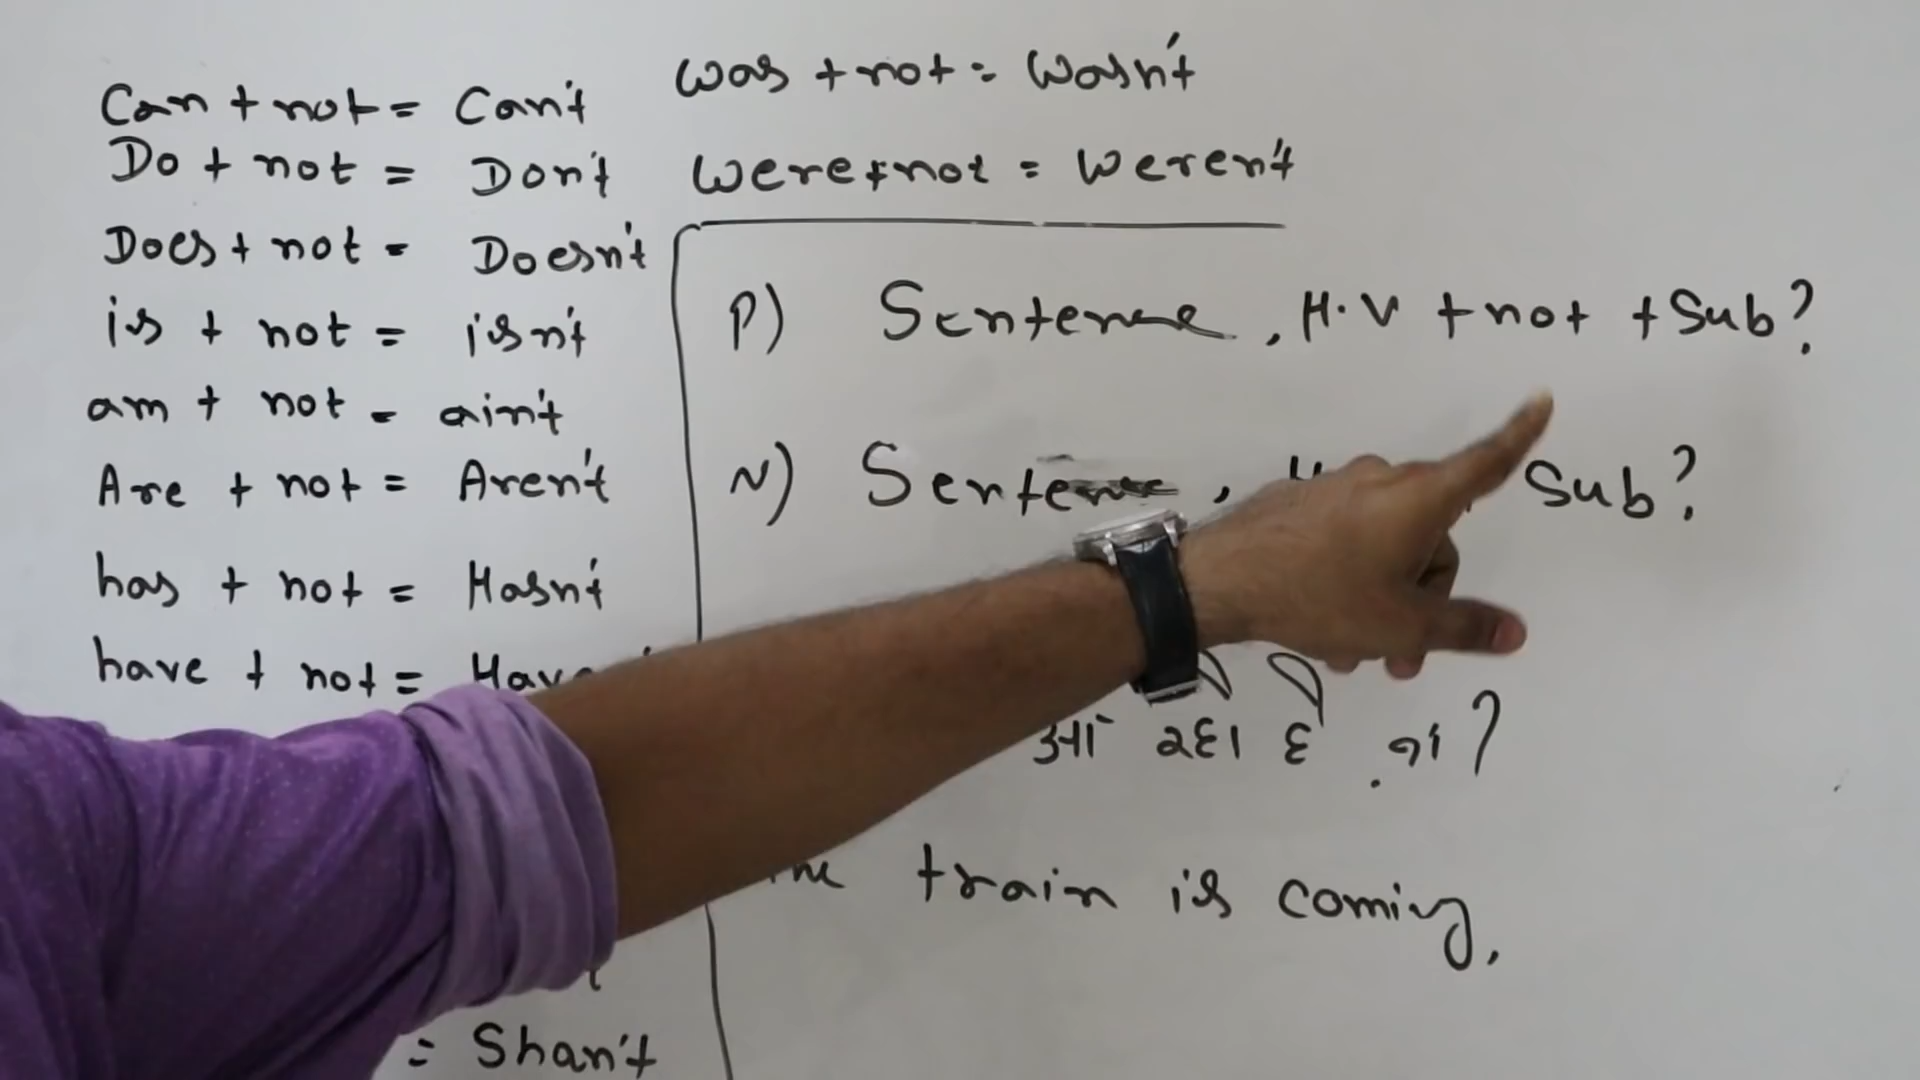 Can + not = Can't
Do + not = Don't
Does + not = Doesn't
is + not = isn't
am + not = ain't
Are + not = Aren't
has + not = Hasn't
have + not =
= Shan't
was + not = Wasn't
were + not = Weren't
P) Sentence, H.V + not + Sub?
N) Sentence, Sub?
आ रहा है ना?
train is coming,